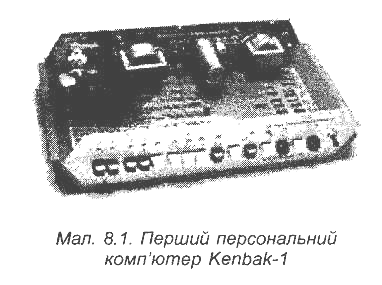 Мал. 8.1. Перший персональний
комп'ютер Kenbak-1